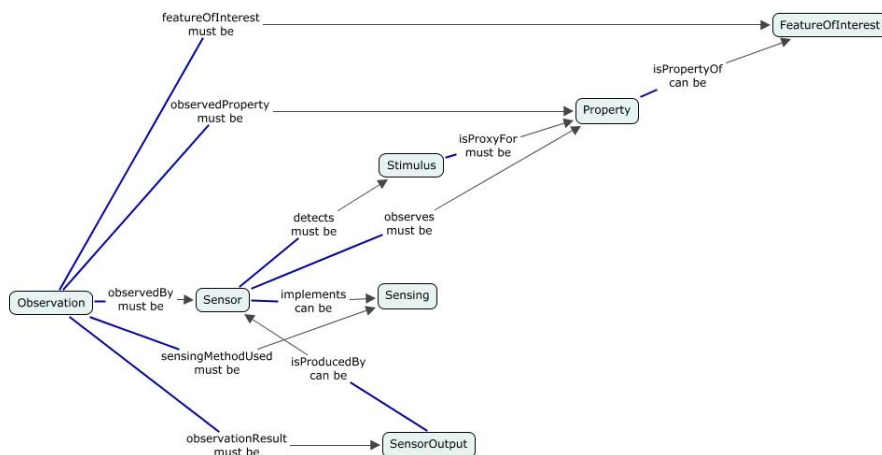 featureOfInterest
must be
FeatureOfInterest
isPropertyOf
can be
observedProperty
must be
Property
isProxyFor
must be
Stimulus
detects
must be
observes
must be
Observation
observedBy
must be
Sensor
implements
can be
Sensing
sensingMethodUsed
must be
isProducedBy
can be
observationResult
must be
SensorOutput